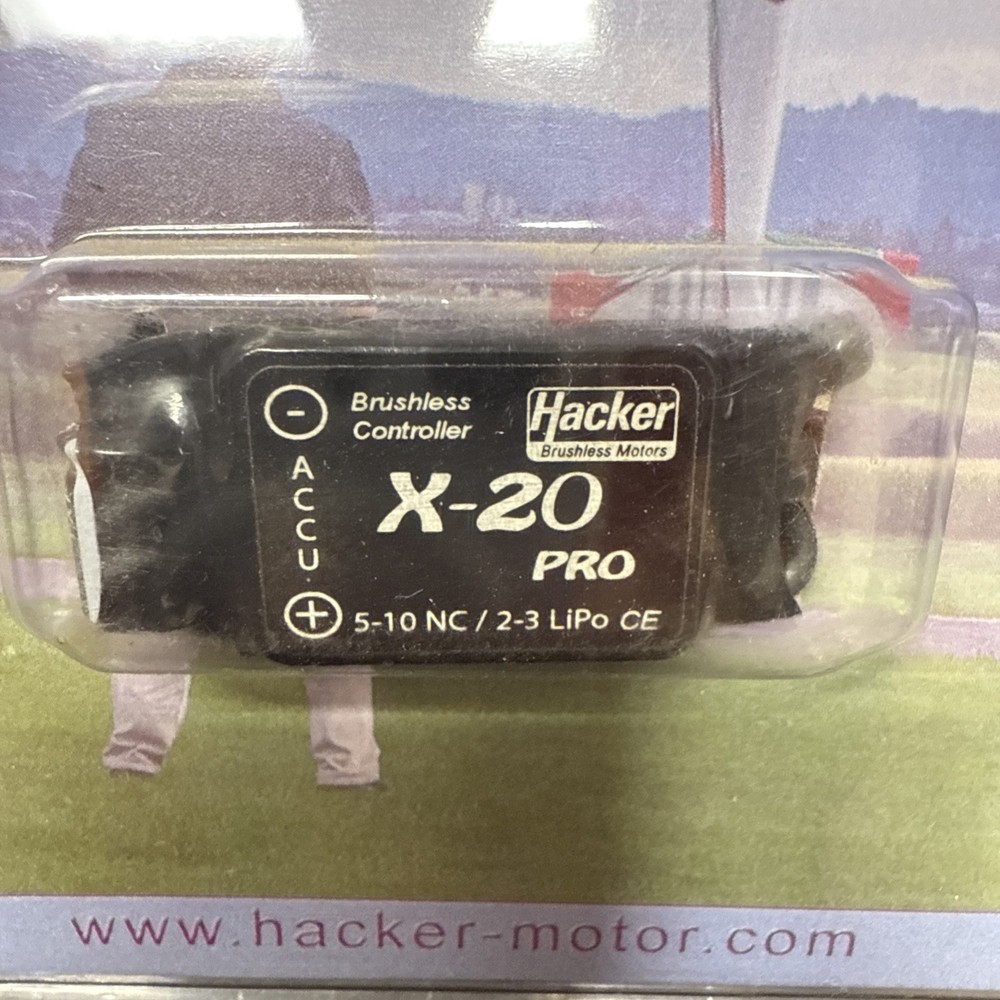 -
Brushless
Controller
Hacker
Brushless Motors
ACCU
X-20
PRO
+
5-10 NC / 2-3 LiPo CE
www.hacker-motor.com